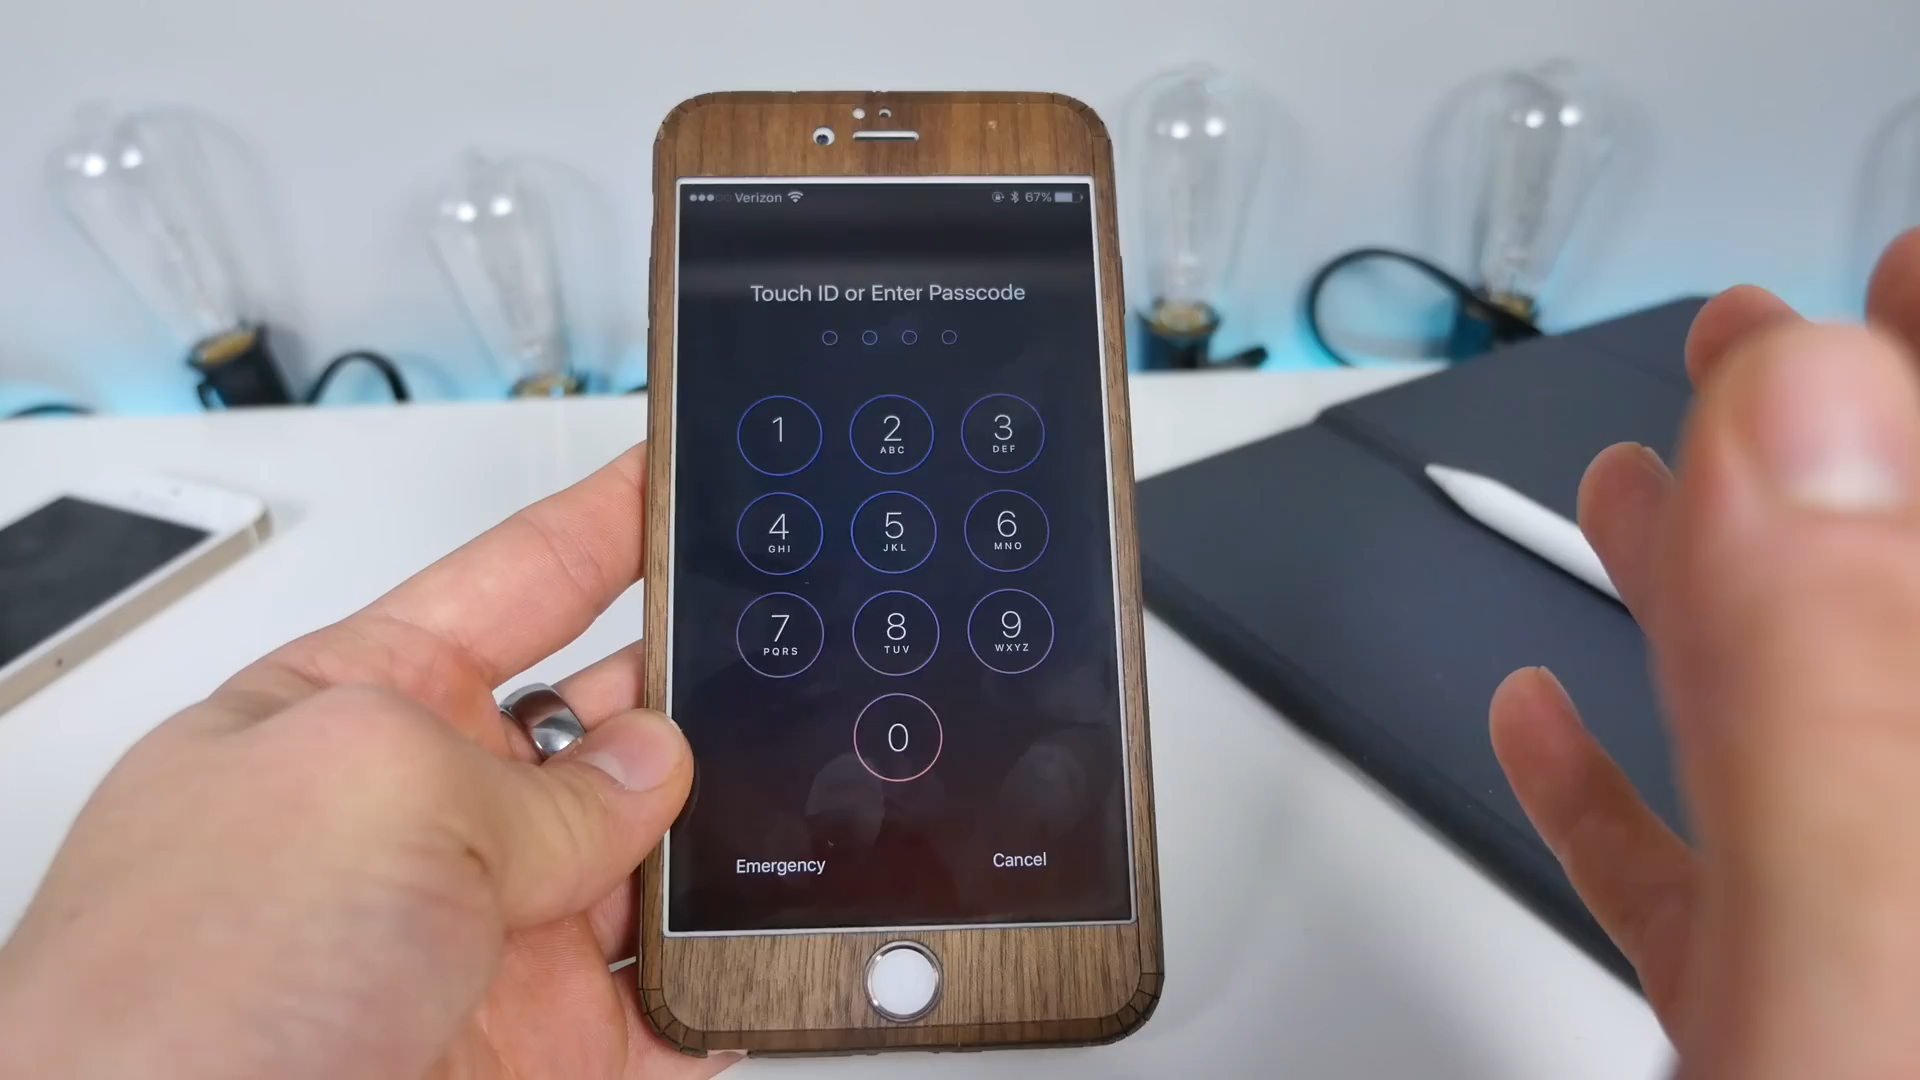 Verizon 67%
Touch ID or Enter Passcode
1 2 3
ABC DEF
4 5 6
GHI JKL MNO
7 8 9
PQRS TUV WXYZ
0
Emergency Cancel